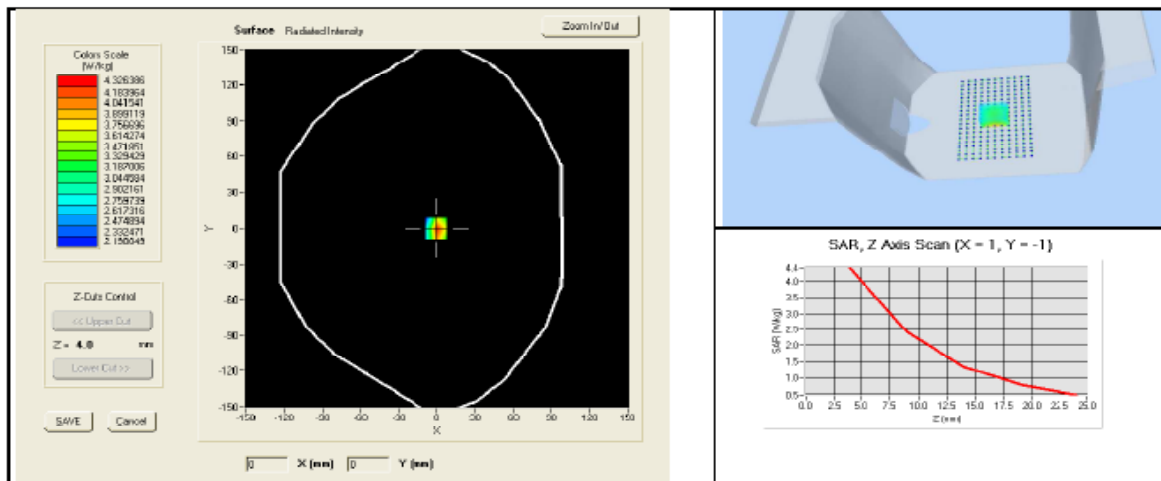 Surface Radiated Intensity
Zoom In/Out
Colors Scale
[W/kg]
4.326386
4.183964
4.041541
3.899119
3.756696
3.614274
3.471851
3.329429
3.187006
3.044584
2.902161
2.759739
2.617316
2.474894
2.332471
2.190049
Z-Cuts Control
<< Upper Cut
Z = 4.0 mm
Lower Cut >>
SAVE
Cancel
150
120
90
60
30
0
-30
-60
-90
-120
-150
Y
-150 -120 -90 -60 -30 0 30 60 90 120 150
X
0 X (mm) 0 Y (mm)
SAR, Z Axis Scan (X = 1, Y = -1)
4.4
4.0
3.5
3.0
2.5
2.0
1.5
1.0
0.5
SAR [W/kg]
0.0 2.5 5.0 7.5 10.0 12.5 15.0 17.5 20.0 22.5 25.0
Z (mm)